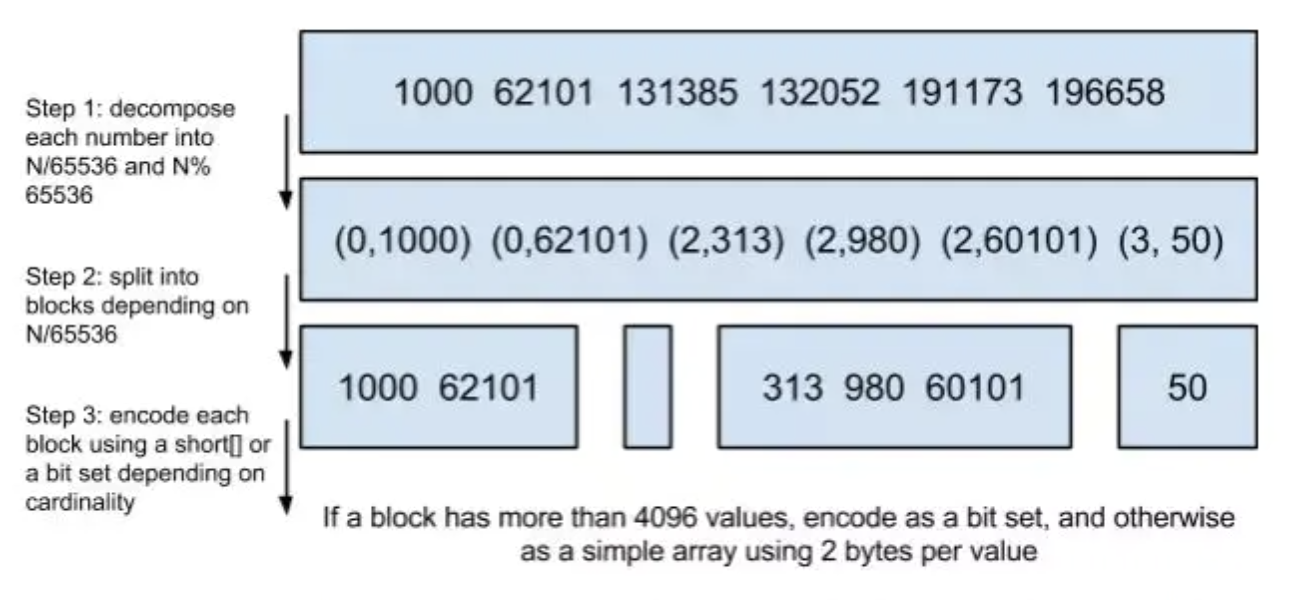 1000 62101 131385 132052 191173 196658
Step 1: decompose
each number into
N/65536 and N%
65536
(0,1000) (0,62101) (2,313) (2,980) (2,60101) (3, 50)
Step 2: split into
blocks depending on
N/65536
1000 62101
313 980 60101
50
Step 3: encode each
block using a short[] or
a bit set depending on
cardinality
If a block has more than 4096 values, encode as a bit set, and otherwise
as a simple array using 2 bytes per value